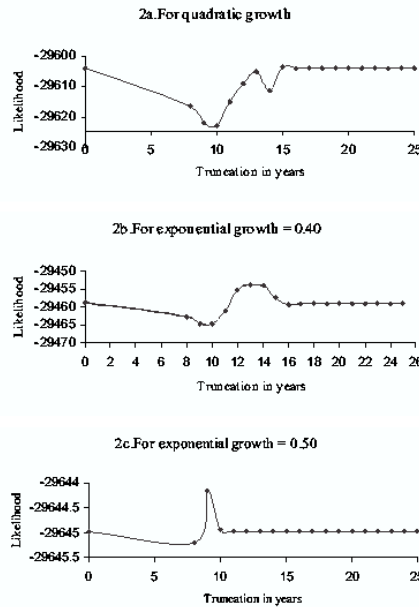 2a.For quadratic growth
-29600
-29610
-29620
-29630
Likelihood
0 5 10 15 20 25
Truncation in years
2b.For exponential growth = 0.40
-29450
-29455
-29460
-29465
-29470
Likelihood
0 2 4 6 8 10 12 14 16 18 20 22 24 26
Truncation in years
2c.For exponential growth = 0.50
-29644
-29644.5
-29645
-29645.5
Likelihood
0 5 10 15 20 25
Truncation in years